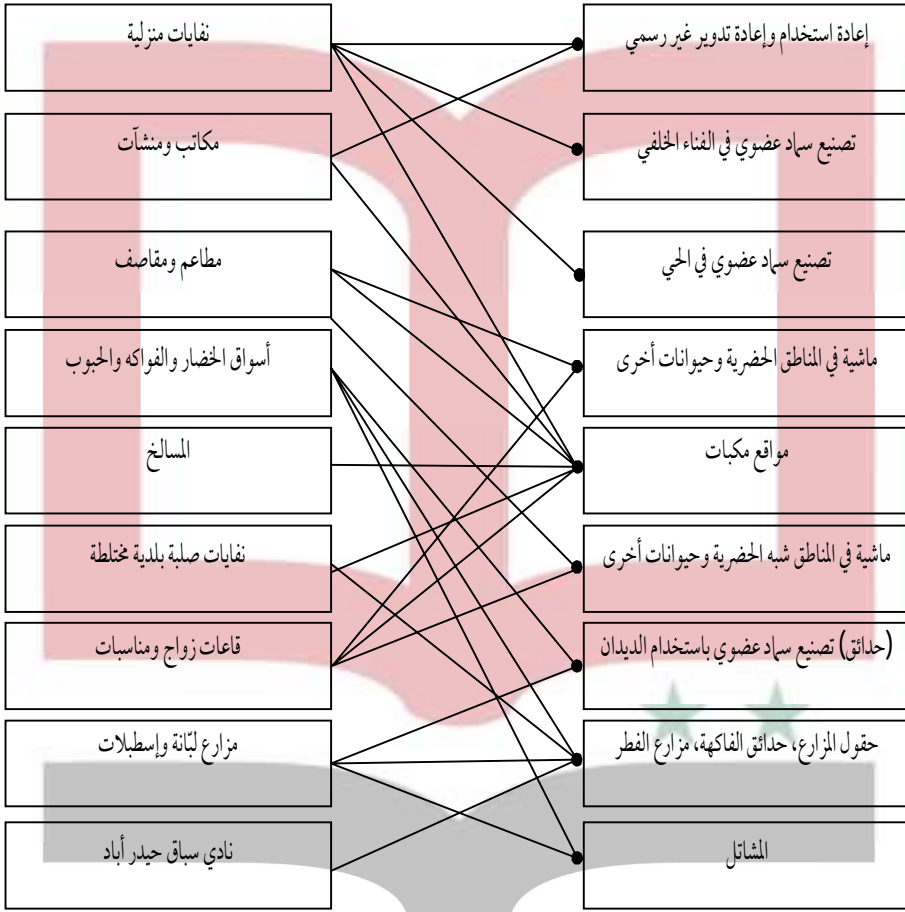 نفايات منزلية
إعادة استخدام وإعادة تدوير غير رسمي
مكاتب ومنشآت
تصنيع سماد عضوي في الفناء الخلفي
مطاعم ومقاصف
تصنيع سماد عضوي في الحي
أسواق الخضار والفواكه والحبوب
ماشية في المناطق الحضرية وحيوانات أخرى
المسالخ
مواقع مكبات
نفايات صلبة بلدية مختلطة
ماشية في المناطق شبه الحضرية وحيوانات أخرى
قاعات زواج ومناسبات
(حدائق) تصنيع سماد عضوي باستخدام الديدان
مزارع لبّانة وإسطبلات
حقول المزارع، حدائق الفاكهة، مزارع الفطر
نادي سباق حيدر أباد
المشاتل